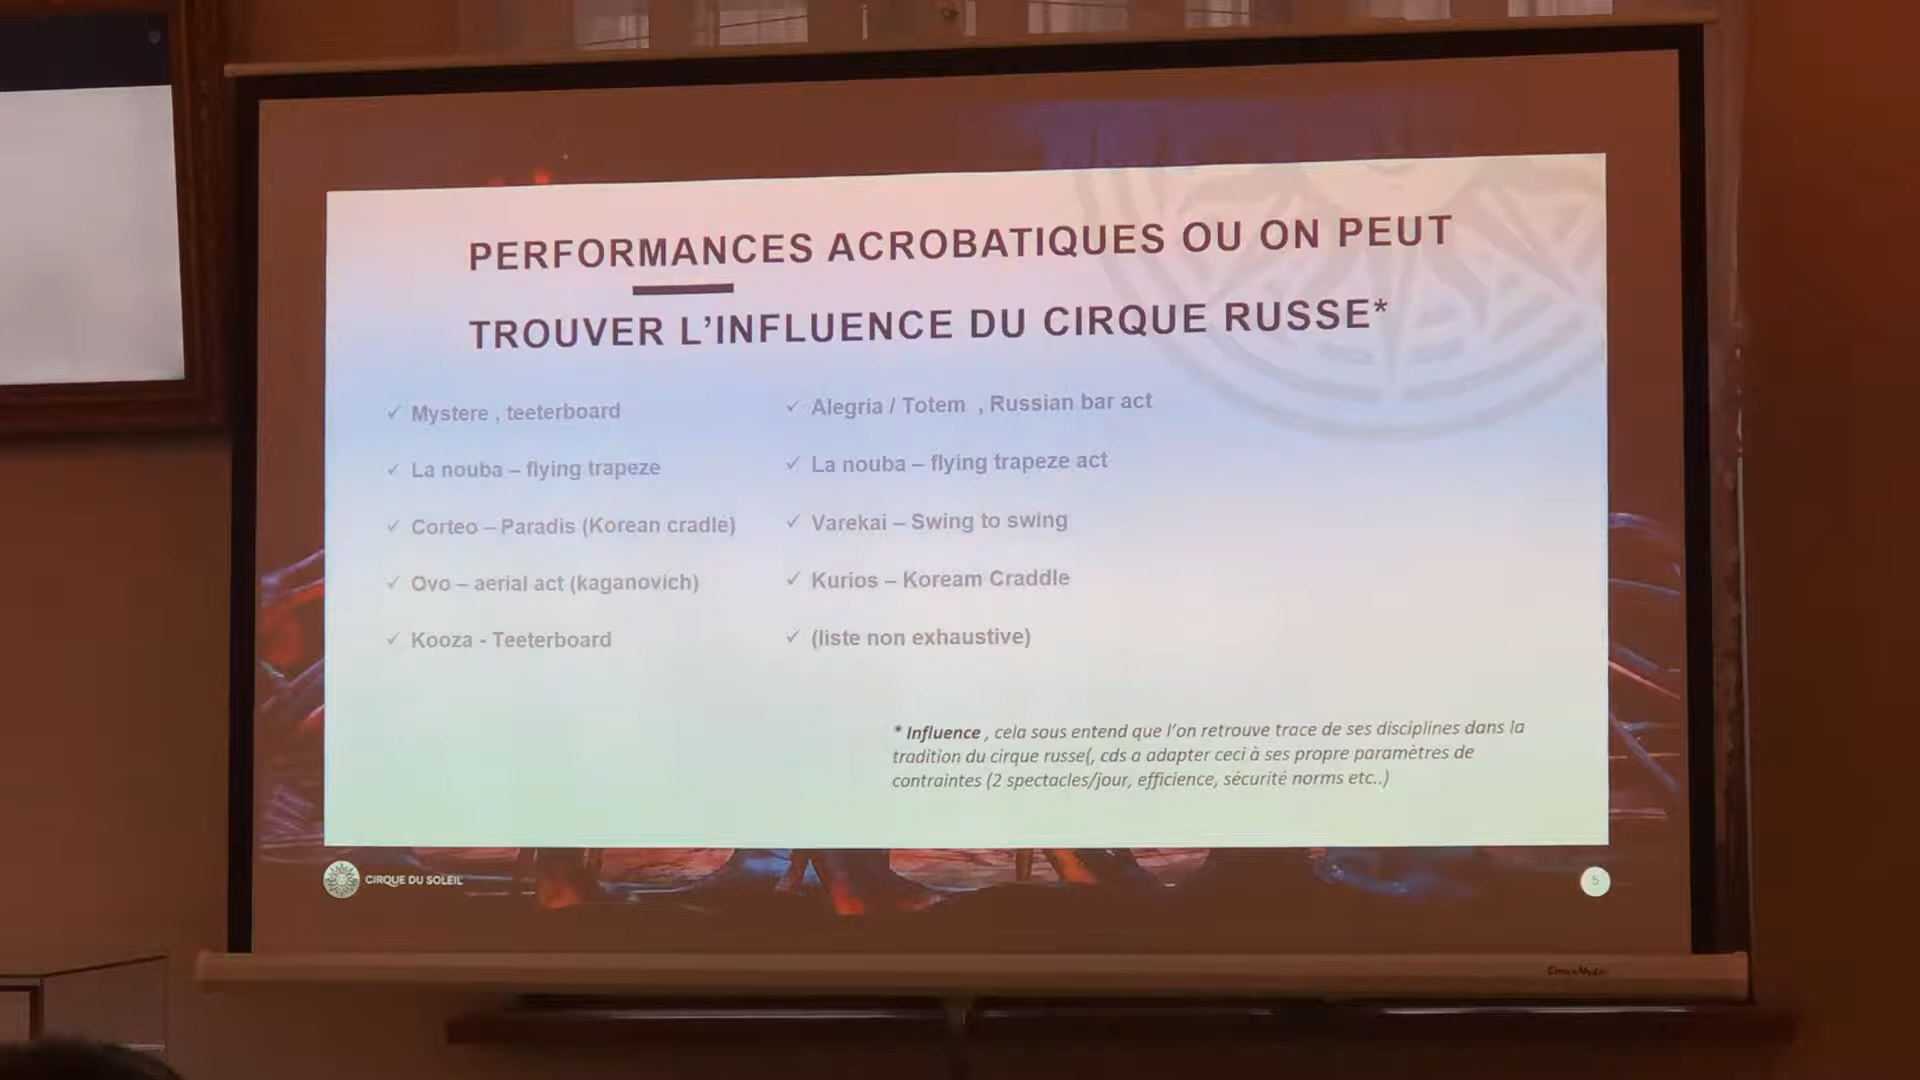 PERFORMANCES ACROBATIQUES OU ON PEUT
TROUVER L'INFLUENCE DU CIRQUE RUSSE*
✓ Mystere , teeterboard
✓ La nouba – flying trapeze
✓ Corteo – Paradis (Korean cradle)
✓ Ovo – aerial act (kaganovich)
✓ Kooza - Teeterboard
✓ Alegria / Totem , Russian bar act
✓ La nouba – flying trapeze act
✓ Varekai – Swing to swing
✓ Kurios – Koream Craddle
✓ (liste non exhaustive)
* Influence , cela sous entend que l'on retrouve trace de ses disciplines dans la
tradition du cirque russe(, cds a adapter ceci à ses propre paramètres de
contraintes (2 spectacles/jour, efficience, sécurité norms etc..)
CIRQUE DU SOLEIL
5